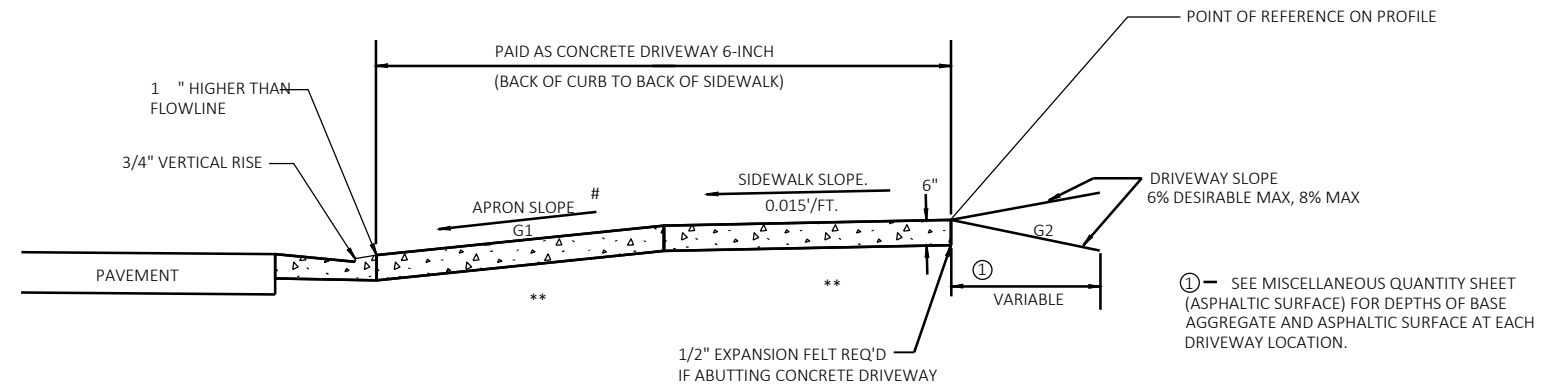 POINT OF REFERENCE ON PROFILE
PAID AS CONCRETE DRIVEWAY 6-INCH
(BACK OF CURB TO BACK OF SIDEWALK)
1 " HIGHER THAN
FLOWLINE
3/4" VERTICAL RISE
SIDEWALK SLOPE.
0.015'/FT.
6"
DRIVEWAY SLOPE
6% DESIRABLE MAX, 8% MAX
#
APRON SLOPE
G1
G2
PAVEMENT
**
**
1
VARIABLE
1 — SEE MISCELLANEOUS QUANTITY SHEET
(ASPHALTIC SURFACE) FOR DEPTHS OF BASE
AGGREGATE AND ASPHALTIC SURFACE AT EACH
DRIVEWAY LOCATION.
1/2" EXPANSION FELT REQ'D
IF ABUTTING CONCRETE DRIVEWAY